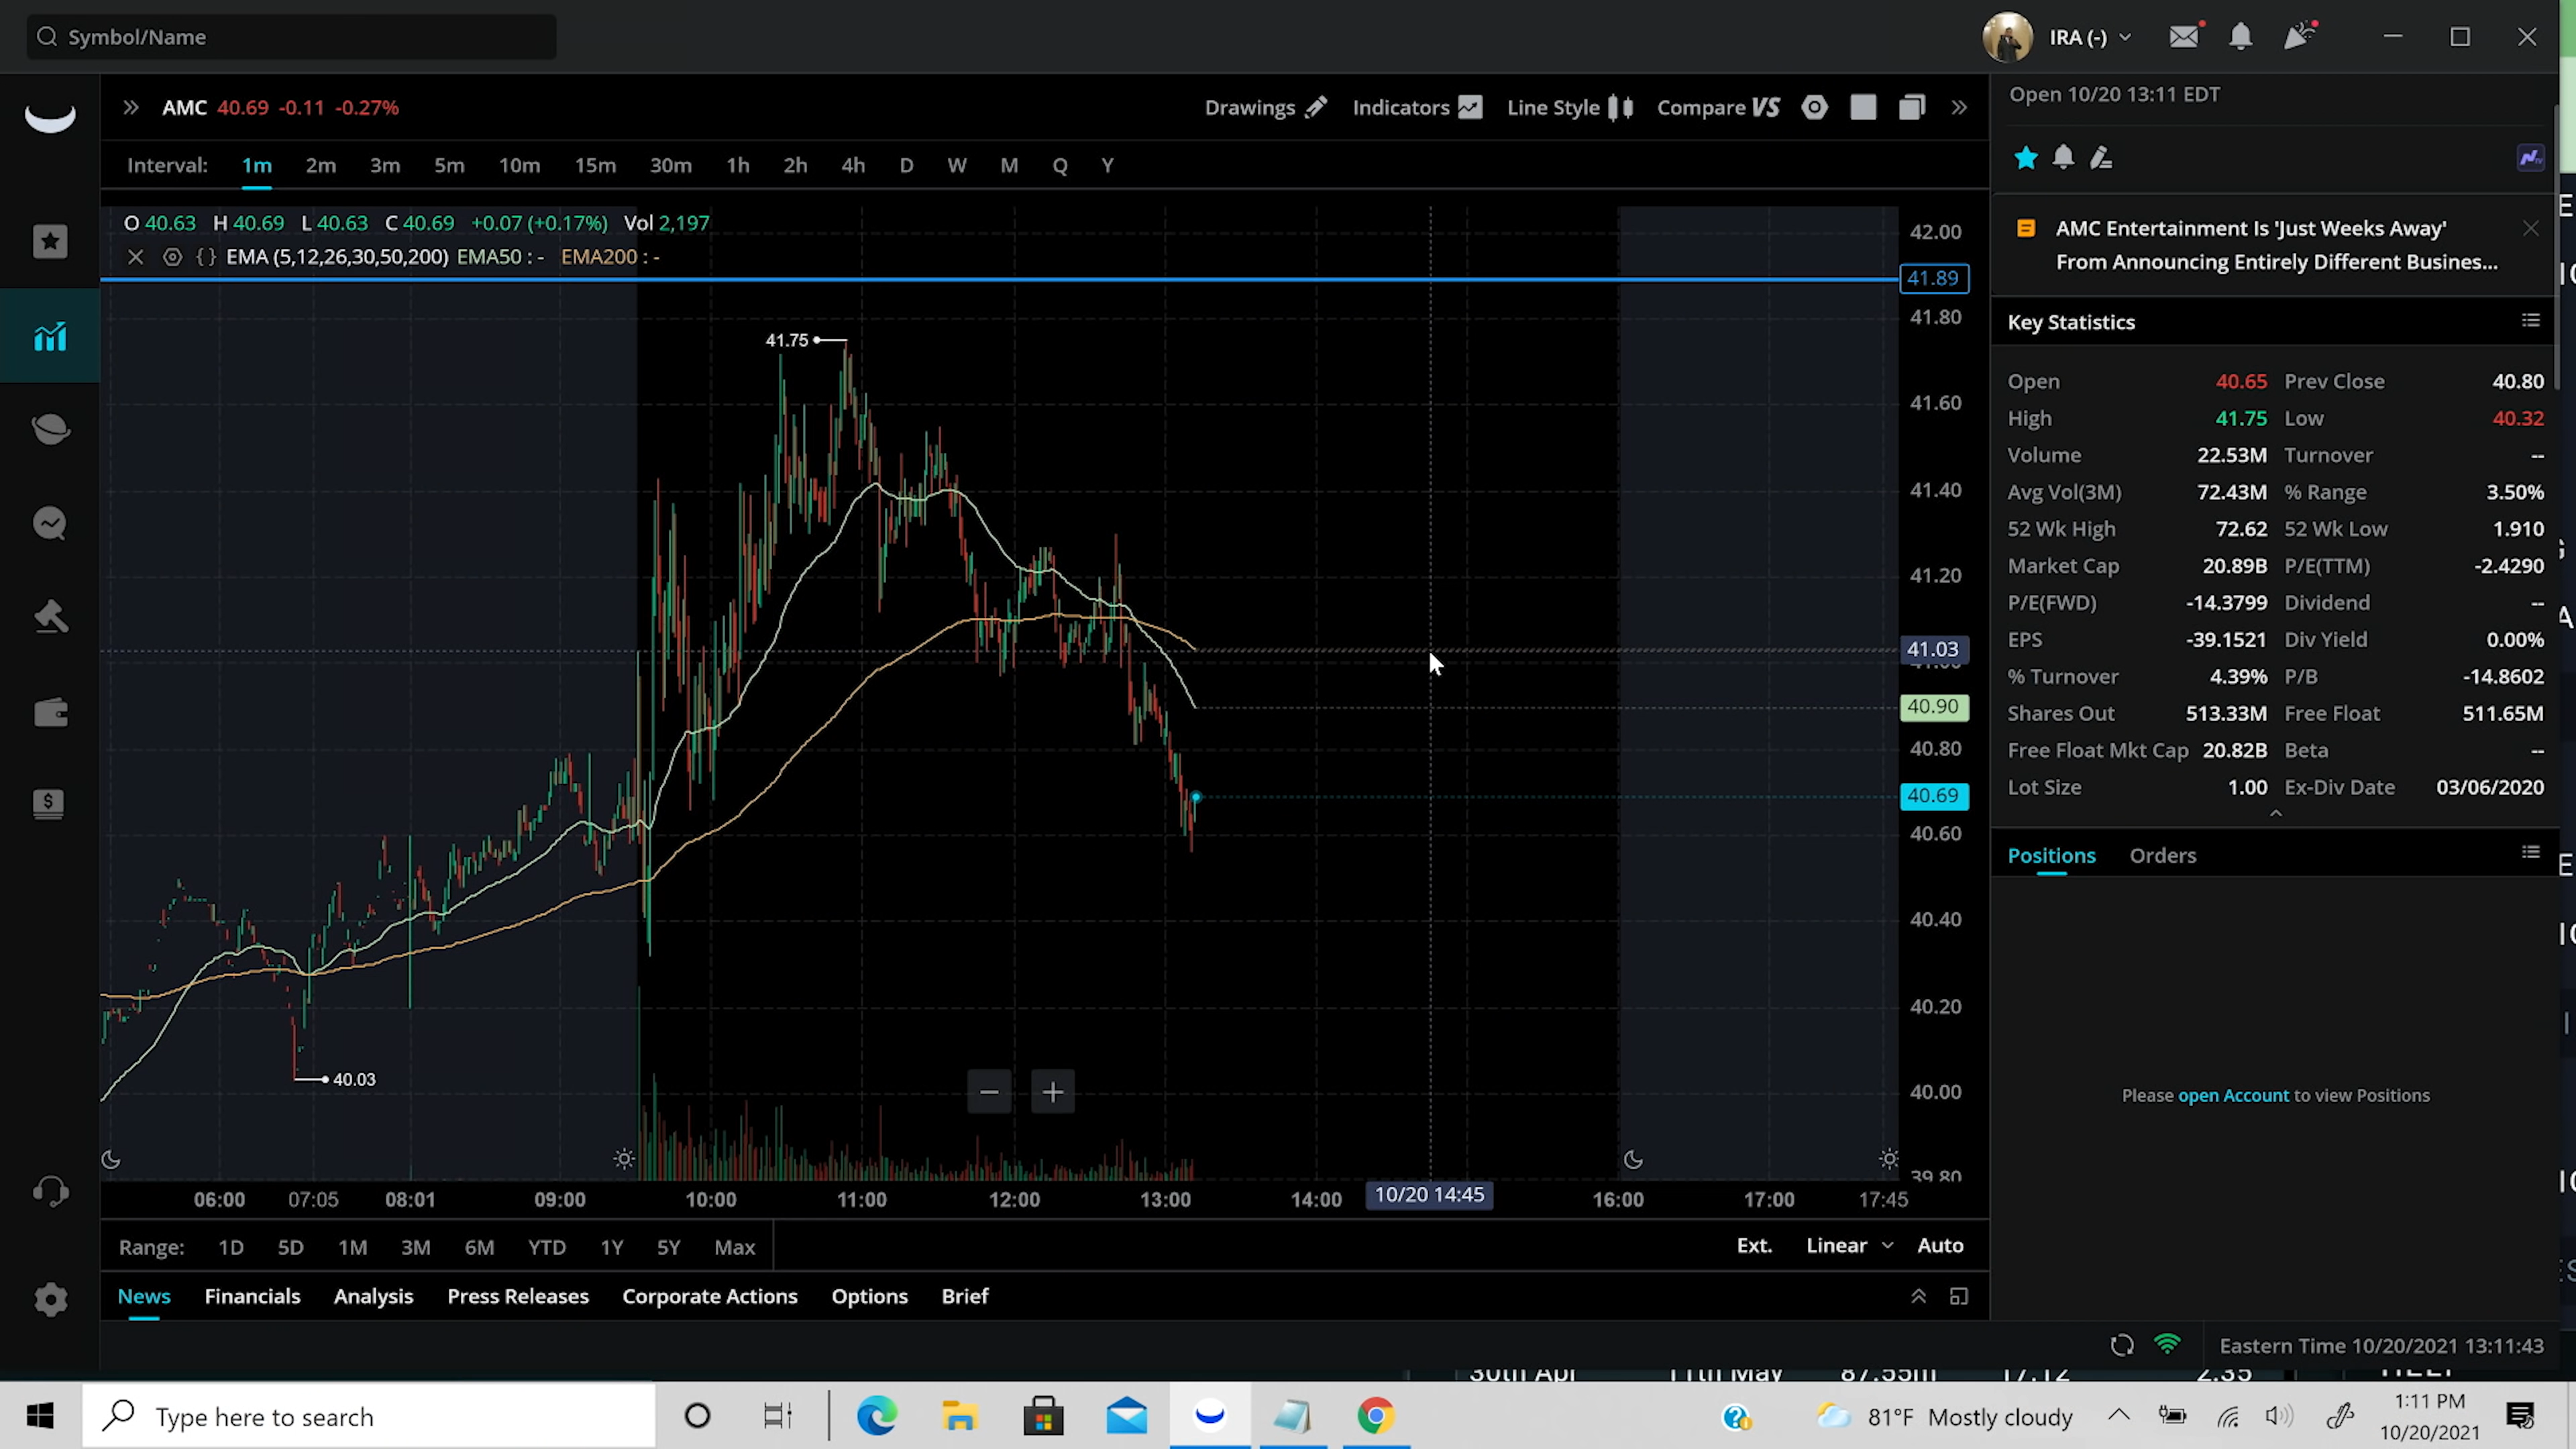 Symbol/Name
IRA (-)
AMC 40.69 -0.11 -0.27%
Drawings Indicators Line Style Compare VS
Open 10/20 13:11 EDT
Interval: 1m 2m 3m 5m 10m 15m 30m 1h 2h 4h D W M Q Y
O 40.63 H 40.69 L 40.63 C 40.69 +0.07 (+0.17%) Vol 2,197
EMA (5,12,26,30,50,200) EMA50 : - EMA200 : -
AMC Entertainment Is 'Just Weeks Away'
From Announcing Entirely Different Busines...
42.00
41.89
41.80
41.75
41.60
41.40
41.20
41.03
41.00
40.90
40.80
40.69
40.60
40.40
40.20
40.03
40.00
39.80
Key Statistics
Open 40.65 Prev Close 40.80
High 41.75 Low 40.32
Volume 22.53M Turnover --
Avg Vol(3M) 72.43M % Range 3.50%
52 Wk High 72.62 52 Wk Low 1.910
Market Cap 20.89B P/E(TTM) -2.4290
P/E(FWD) -14.3799 Dividend --
EPS -39.1521 Div Yield 0.00%
% Turnover 4.39% P/B -14.8602
Shares Out 513.33M Free Float 511.65M
Free Float Mkt Cap 20.82B Beta --
Lot Size 1.00 Ex-Div Date 03/06/2020
Positions Orders
Please open Account to view Positions
06:00 07:05 08:01 09:00 10:00 11:00 12:00 13:00 14:00 10/20 14:45 16:00 17:00 17:45
Range: 1D 5D 1M 3M 6M YTD 1Y 5Y Max
Ext. Linear Auto
News Financials Analysis Press Releases Corporate Actions Options Brief
Eastern Time 10/20/2021 13:11:43
30th Apr 11th May 87.55m 17.12 2.35
Type here to search
81°F Mostly cloudy
1:11 PM
10/20/2021